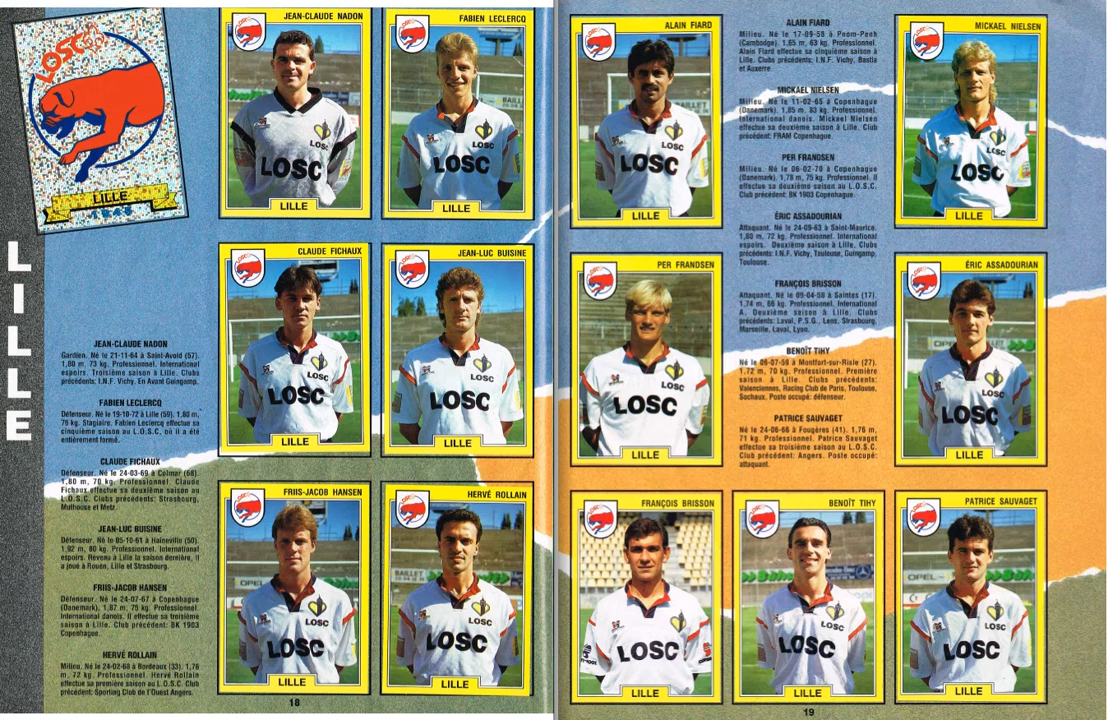 LOSC
LILLE
LILLE
JEAN-CLAUDE NADON
LOSC
LOSC
LILLE
FABIEN LECLERCQ
LOSC
LOSC
LILLE
CLAUDE FICHAUX
LOSC
LOSC
LILLE
JEAN-LUC BUISINE
LOSC
LOSC
LILLE
FRIIS-JACOB HANSEN
LOSC
LOSC
LILLE
HERVÉ ROLLAIN
LOSC
LOSC
LILLE
JEAN-CLAUDE NADON
Gardien. Né le 21-11-64 à Saint-Avold (57).
1,80 m, 73 kg. Professionnel. International
espoirs. Troisième saison à Lille. Clubs
précédents: I.N.F. Vichy, En Avant Guingamp.
FABIEN LECLERCQ
Défenseur. Né le 19-10-72 à Lille (59). 1,80 m,
76 kg. Stagiaire. Fabien Leclercq effectue sa
cinquième saison au L.O.S.C. où il a été
entièrement formé.
CLAUDE FICHAUX
Défenseur. Né le 24-03-69 à Colmar (68).
1,80 m, 70 kg. Professionnel. Claude
Fichaux effectue sa deuxième saison au
L.O.S.C. Clubs précédents: Strasbourg,
Mulhouse et Metz.
JEAN-LUC BUISINE
Défenseur. Né le 05-10-61 à Haineville (50).
1,92 m, 80 kg. Professionnel. International
espoirs. Revenu à Lille la saison dernière, il
a joué à Rouen, Lille et Strasbourg.
FRIIS-JACOB HANSEN
Défenseur. Né le 24-07-67 à Copenhague
(Danemark), 1,87 m, 75 kg. Professionnel.
International danois. Il effectue sa troisième
saison à Lille. Club précédent: BK 1903
Copenhague.
HERVÉ ROLLAIN
Milieu. Né le 24-02-68 à Bordeaux (33). 1,76
m, 72 kg. Professionnel. Hervé Rollain
effectue sa première saison au L.O.S.C. Club
précédent: Sporting Club de l'Ouest Angers.
18
ALAIN FIARD
LOSC
LOSC
LILLE
MICKAEL NIELSEN
LOSC
LOSC
LILLE
ALAIN FIARD
Milieu. Né le 17-09-58 à Pnom-Penh
(Cambodge). 1,65 m, 63 kg. Professionnel.
Alain Fiard effectue sa cinquième saison à
Lille. Clubs précédents: I.N.F. Vichy, Bastia
et Auxerre.
MICKAEL NIELSEN
Milieu. Né le 11-02-65 à Copenhague
(Danemark). 1,85 m, 83 kg. Professionnel.
International danois. Mickael Nielsen
effectue sa deuxième saison à Lille. Club
précédent: FRAM Copenhague.
PER FRANDSEN
Milieu. Né le 06-02-70 à Copenhague
(Danemark), 1,78 m, 75 kg. Professionnel. Il
effectue sa deuxième saison au L.O.S.C.
Club précédent: BK 1903 Copenhague.
ÉRIC ASSADOURIAN
Attaquant. Né le 24-09-63 à Saint-Maurice.
1,80 m, 72 kg. Professionnel. International
espoirs. Deuxième saison à Lille. Clubs
précédents: I.N.F. Vichy, Toulouse, Guingamp,
Toulouse.
FRANÇOIS BRISSON
Attaquant. Né le 09-04-58 à Saintes (17).
1,74 m, 66 kg. Professionnel. International
A. Deuxième saison à Lille. Clubs
précédents: Laval, P.S.G., Lens, Strasbourg,
Marseille, Laval, Lyon.
BENOÎT TIHY
Né le 06-07-59 à Montfort-sur-Risle (27).
1,72 m, 70 kg. Professionnel. Première
saison à Lille. Clubs précédents:
Valenciennes, Racing Club de Paris, Toulouse,
Sochaux. Poste occupé: défenseur.
PATRICE SAUVAGET
Né le 24-06-66 à Fougères (41). 1,76 m,
71 kg. Professionnel. Patrice Sauvaget
effectue sa troisième saison au L.O.S.C.
Club précédent: Angers. Poste occupé:
attaquant.
PER FRANDSEN
LOSC
LOSC
LILLE
ÉRIC ASSADOURIAN
LOSC
LOSC
LILLE
FRANÇOIS BRISSON
LOSC
LOSC
LILLE
BENOÎT TIHY
LOSC
LOSC
LILLE
PATRICE SAUVAGET
OPEL
LOSC
LOSC
LILLE
19